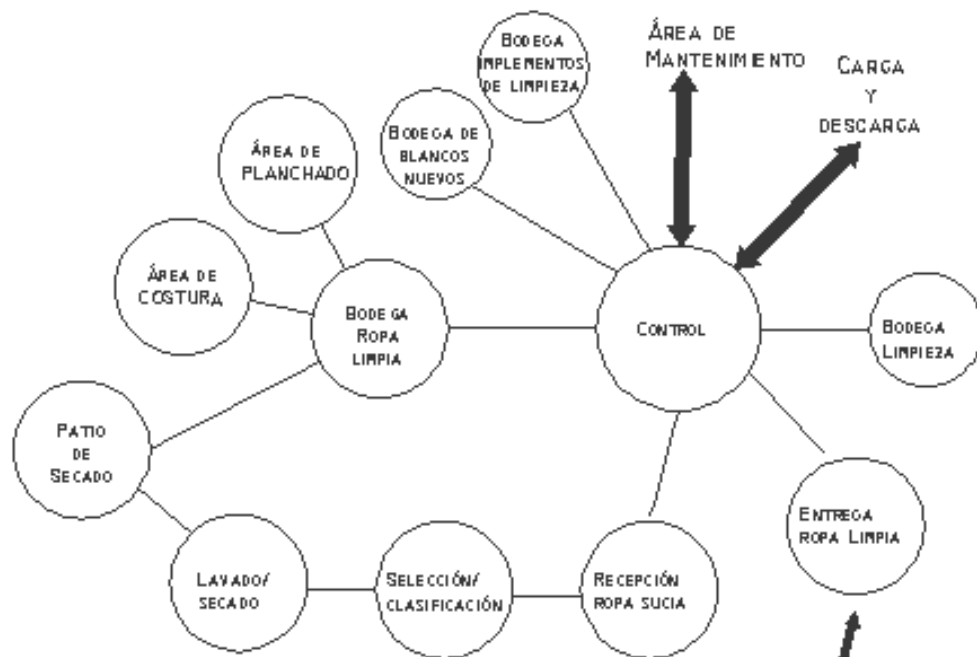 Bodega
implementos
de limpieza
Área de
Mantenimiento
Carga
y
descarga
Bodega de
blancos
nuevos
Área de
planchado
Área de
costura
Bodega
Ropa
limpia
Control
Bodega
Limpieza
Patio
de
Secado
Entrega
ropa Limpia
Lavado/
secado
Selección/
clasificación
Recepción
ropa sucia